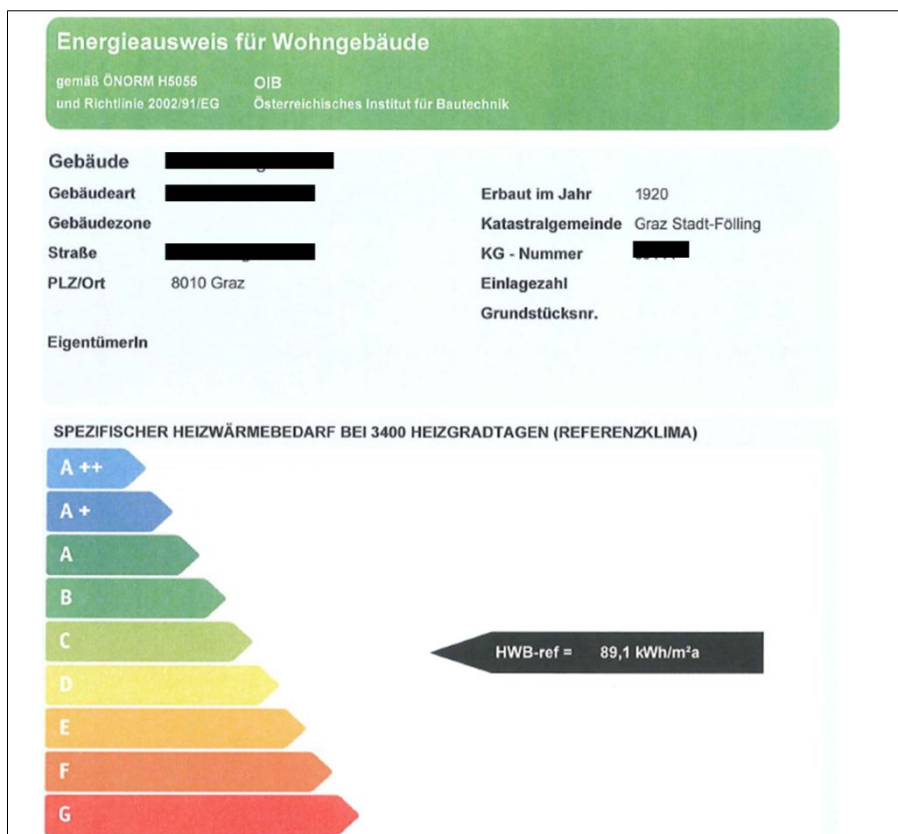 Energieausweis für Wohngebäude
gemäß ÖNORM H5055 OIB
und Richtlinie 2002/91/EG Österreichisches Institut für Bautechnik
Gebäude
Gebäudeart Erbaut im Jahr 1920
Gebäudezone Katastralgemeinde Graz Stadt-Fölling
Straße KG - Nummer
PLZ/Ort 8010 Graz Einlagezahl
Grundstücksnr.
EigentümerIn
SPEZIFISCHER HEIZWÄRMEBEDARF BEI 3400 HEIZGRADTAGEN (REFERENZKLIMA)
A ++
A +
A
B
C
HWB-ref = 89,1 kWh/m²a
D
E
F
G